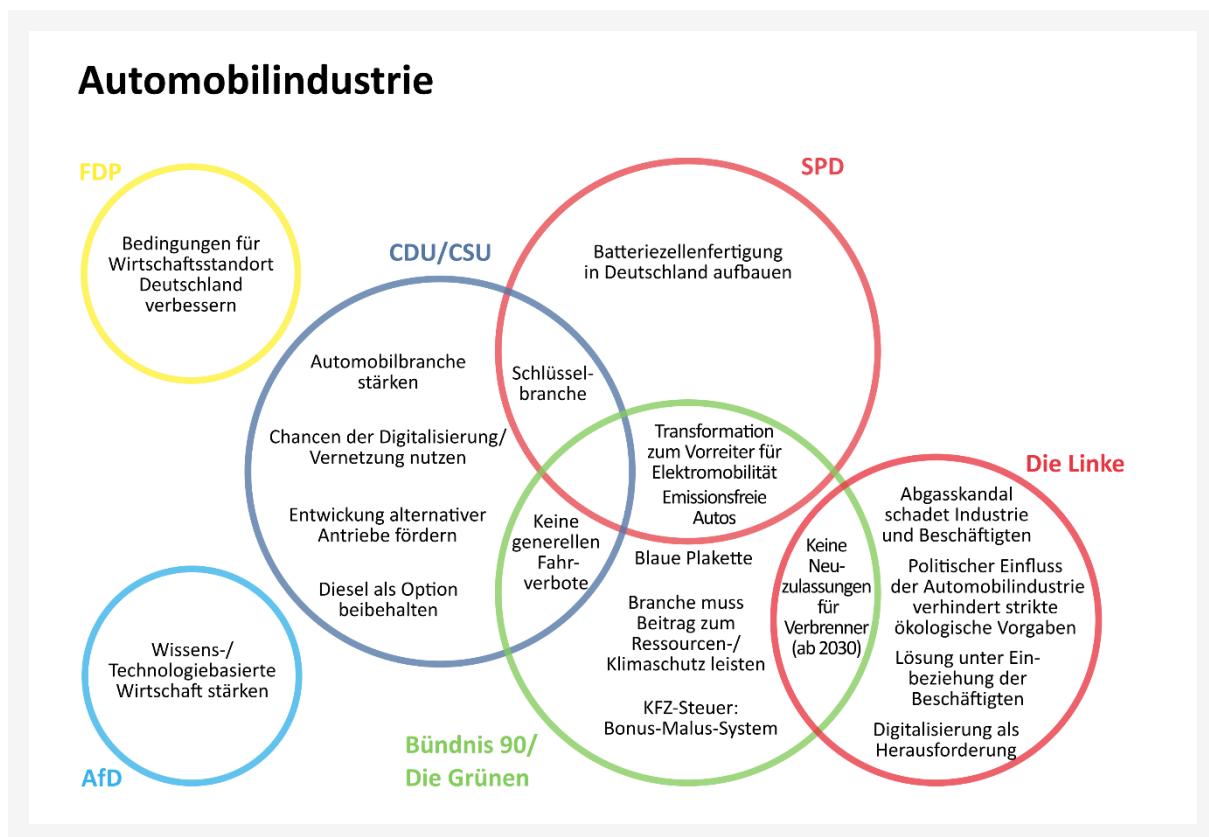 Automobilindustrie
FDP
Bedingungen für
Wirtschaftsstandort
Deutschland
verbessern
CDU/CSU
Automobilbranche
stärken
Chancen der Digitalisierung/
Vernetzung nutzen
Entwickung alternativer
Antriebe fördern
Diesel als Option
beibehalten
Schlüssel-
branche
SPD
Batteriezellenfertigung
in Deutschland aufbauen
Transformation
zum Vorreiter für
Elektromobilität
Emissionsfreie
Autos
Keine
generellen
Fahr-
verbote
Blaue Plakette
Branche muss
Beitrag zum
Ressourcen-/
Klimaschutz leisten
KFZ-Steuer:
Bonus-Malus-System
Bündnis 90/
Die Grünen
Keine
Neu-
zulassungen
für
Verbrenner
(ab 2030)
Die Linke
Abgasskandal
schadet Industrie
und Beschäftigten
Politischer Einfluss
der Automobilindustrie
verhindert strikte
ökologische Vorgaben
Lösung unter Ein-
beziehung der
Beschäftigten
Digitalisierung als
Herausforderung
Wissens-/
Technologiebasierte
Wirtschaft stärken
AfD